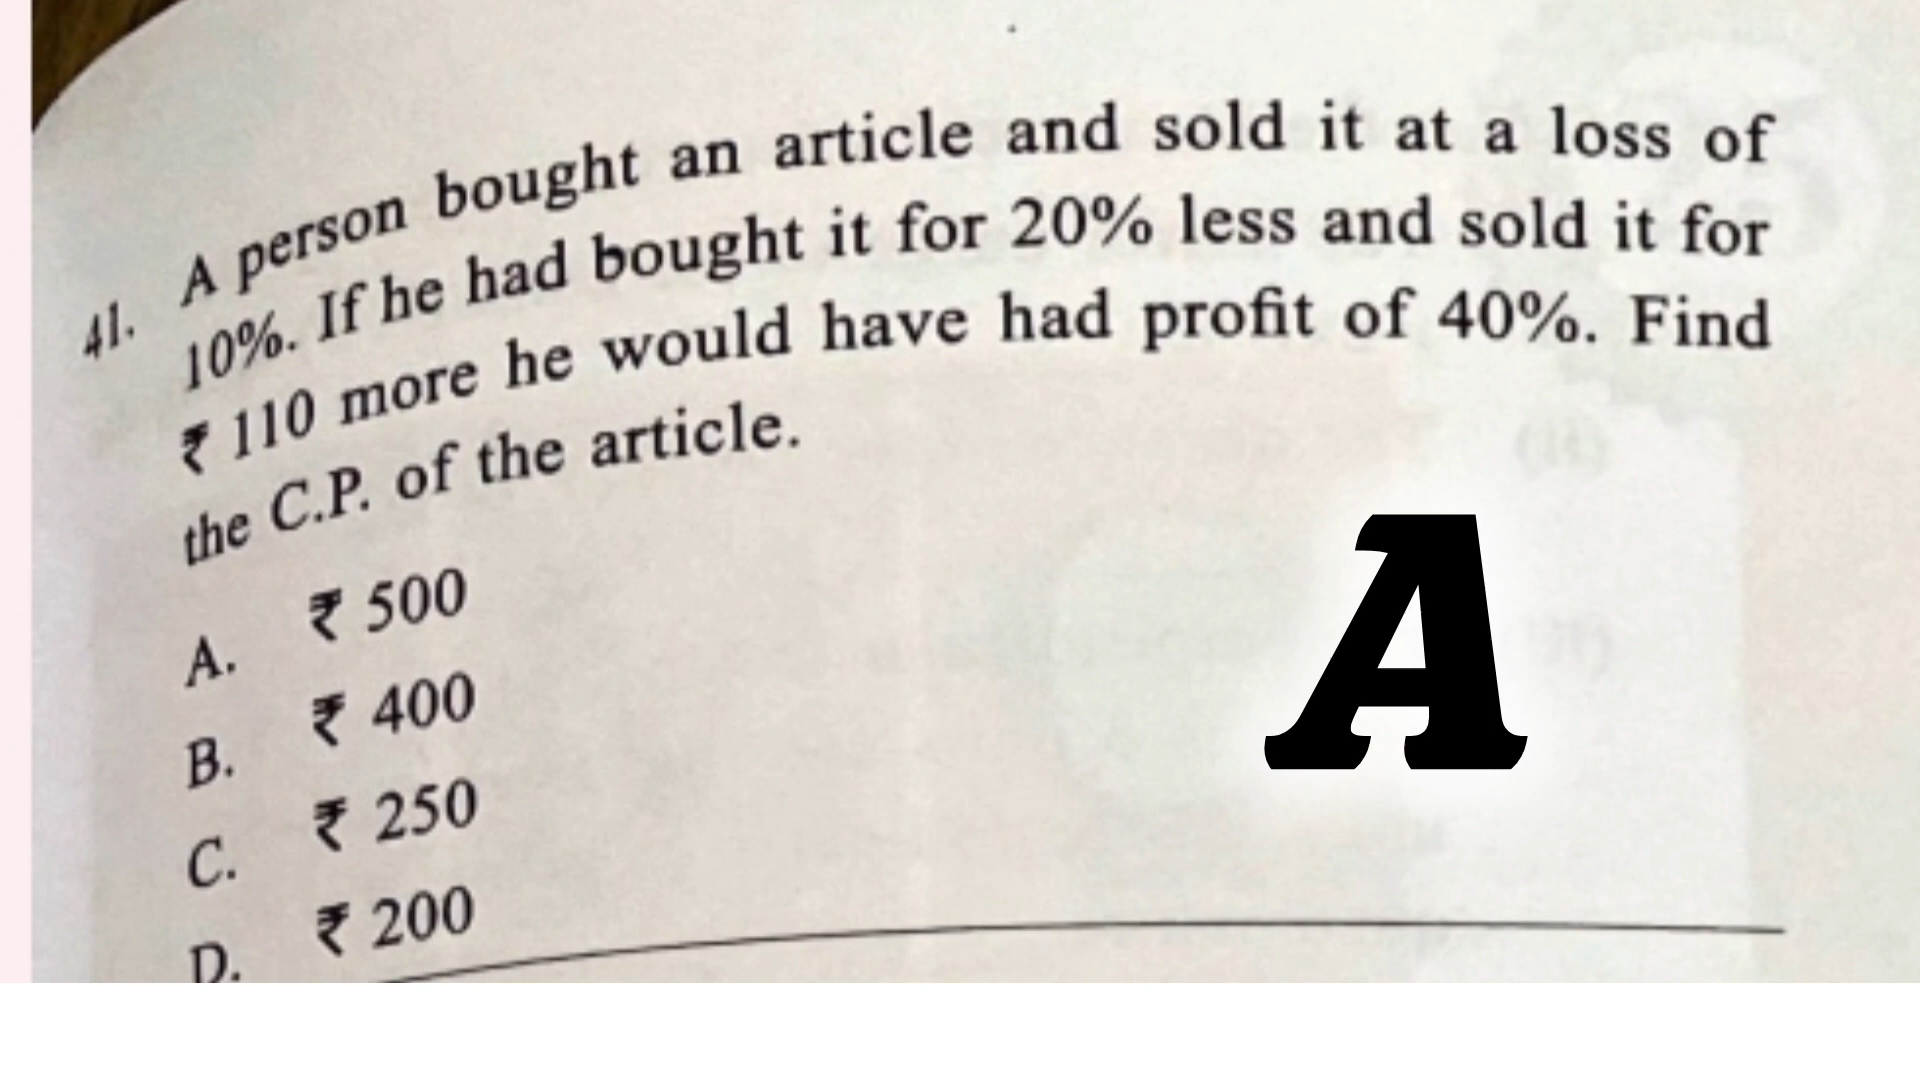 41. A person bought an article and sold it at a loss of
10%. If he had bought it for 20% less and sold it for
₹ 110 more he would have had profit of 40%. Find
the C.P. of the article.
A. ₹ 500
B. ₹ 400
C. ₹ 250
D. ₹ 200
A